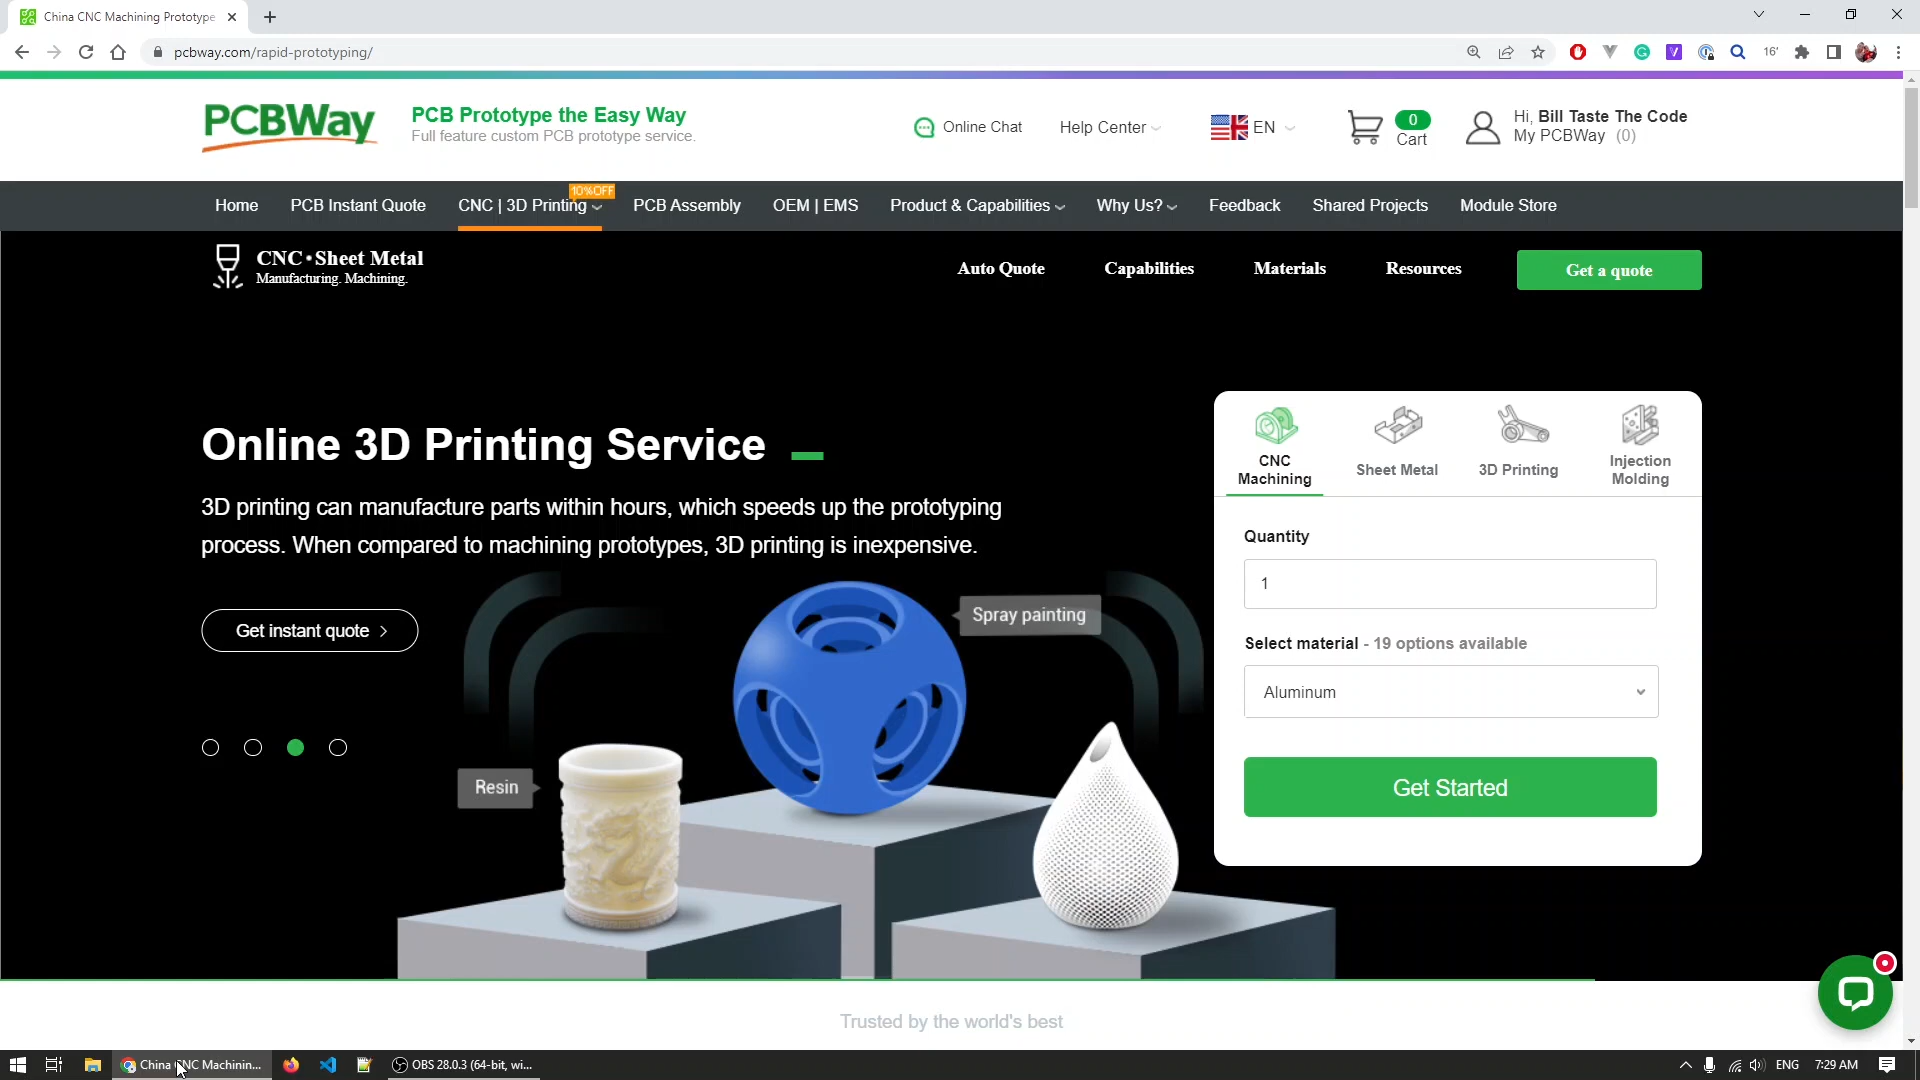 China CNC Machining Prototype
pcbway.com/rapid-prototyping/
16'
PCBWay
PCB Prototype the Easy Way
Full feature custom PCB prototype service.
Online Chat
Help Center
EN
0
Cart
Hi, Bill Taste The Code
My PCBWay (0)
10%OFF
Home
PCB Instant Quote
CNC | 3D Printing
PCB Assembly
OEM | EMS
Product & Capabilities
Why Us?
Feedback
Shared Projects
Module Store
CNC•Sheet Metal
Manufacturing. Machining.
Auto Quote
Capabilities
Materials
Resources
Get a quote
Online 3D Printing Service
3D printing can manufacture parts within hours, which speeds up the prototyping
process. When compared to machining prototypes, 3D printing is inexpensive.
Get instant quote >
Spray painting
Resin
CNC
Machining
Sheet Metal
3D Printing
Injection
Molding
Quantity
1
Select material - 19 options available
Aluminum
Get Started
Trusted by the world's best
China CNC Machinin...
OBS 28.0.3 (64-bit, wi...
ENG
7:29 AM